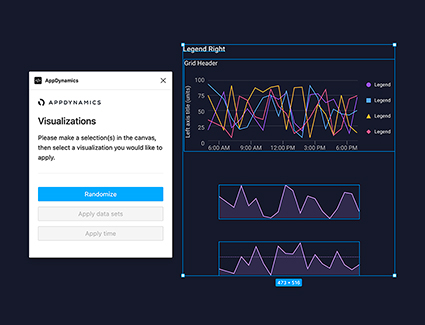 AppDynamics
APPDYNAMICS
Visualizations
Please make a selection(s) in the canvas,
then select a visualization you would like to
apply.
Randomize
Apply data sets
Apply time
Legend Right
Grid Header
Left axis title (units)
100
75
50
25
0
6:00 AM
9:00 AM
12:00 PM
3:00 PM
6:00 PM
Legend
Legend
Legend
Legend
473 × 516